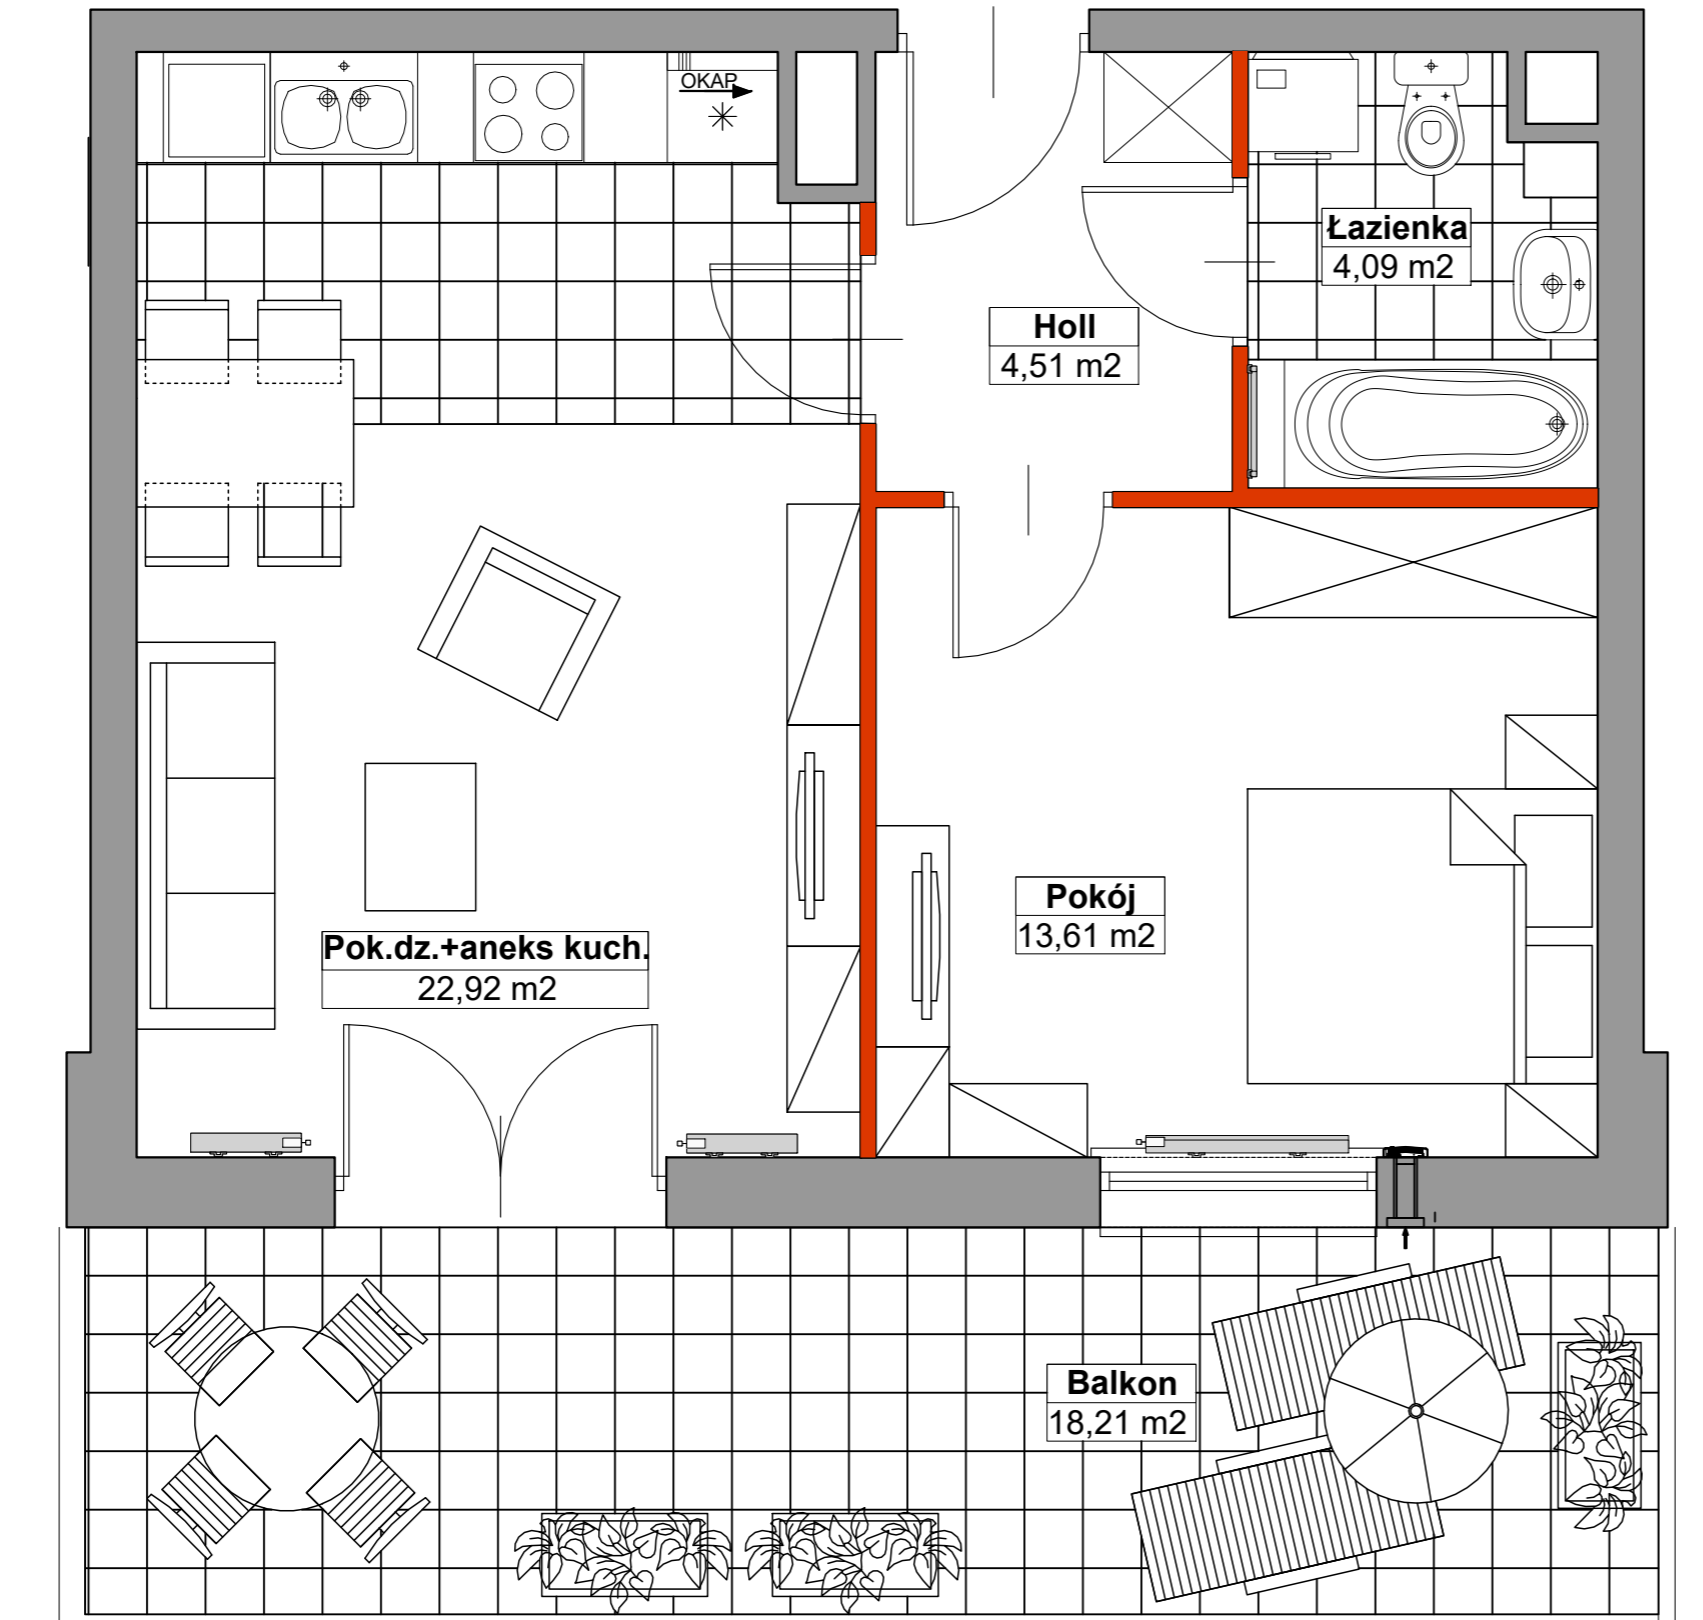 OKAP
Łazienka
4,09 m2
Holl
4,51 m2
Pokój
13,61 m2
Pok.dz.+aneks kuch.
22,92 m2
Balkon
18,21 m2